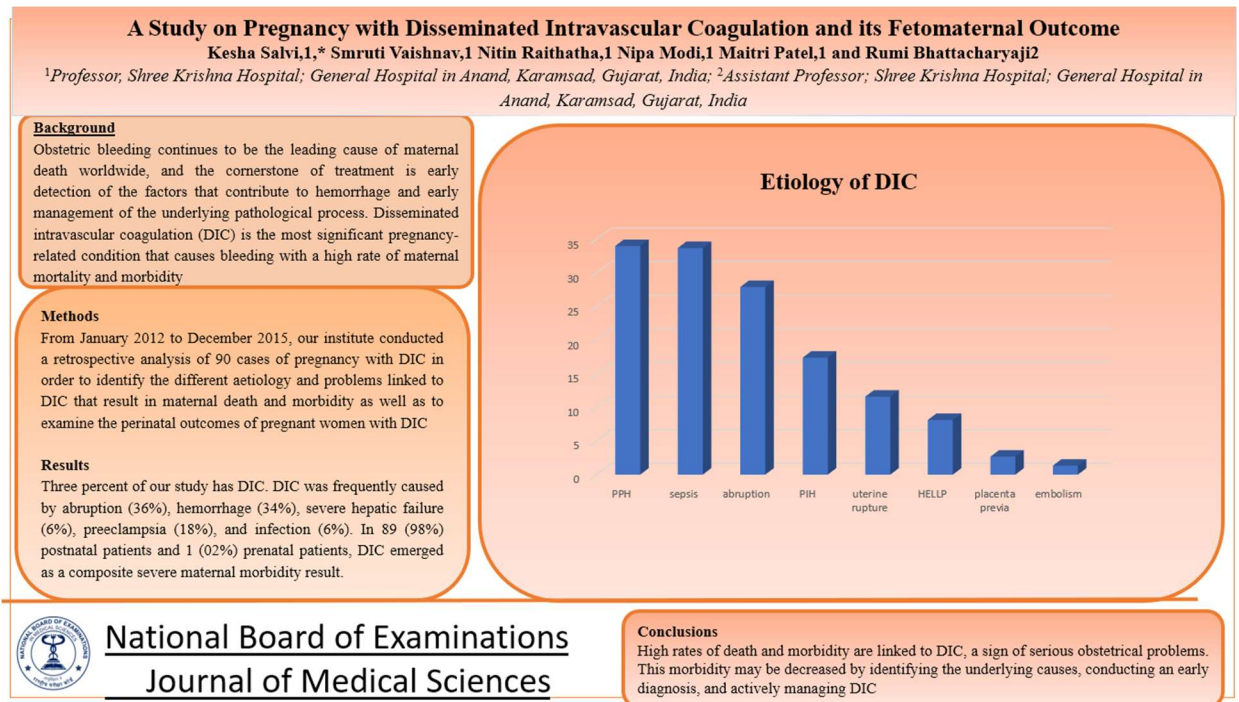 A Study on Pregnancy with Disseminated Intravascular Coagulation and its Fetomaternal Outcome
Kesha Salvi,1,* Smruti Vaishnav,1 Nitin Raithatha,1 Nipa Modi,1 Maitri Patel,1 and Rumi Bhattacharyaji2
1Professor, Shree Krishna Hospital; General Hospital in Anand, Karamsad, Gujarat, India; 2Assistant Professor; Shree Krishna Hospital; General Hospital in
Anand, Karamsad, Gujarat, India
Background
Obstetric bleeding continues to be the leading cause of maternal
death worldwide, and the cornerstone of treatment is early
detection of the factors that contribute to hemorrhage and early
management of the underlying pathological process. Disseminated
intravascular coagulation (DIC) is the most significant pregnancy-
related condition that causes bleeding with a high rate of maternal
mortality and morbidity
Methods
From January 2012 to December 2015, our institute conducted
a retrospective analysis of 90 cases of pregnancy with DIC in
order to identify the different aetiology and problems linked to
DIC that result in maternal death and morbidity as well as to
examine the perinatal outcomes of pregnant women with DIC
Results
Three percent of our study has DIC. DIC was frequently caused
by abruption (36%), hemorrhage (34%), severe hepatic failure
(6%), preeclampsia (18%), and infection (6%). In 89 (98%)
postnatal patients and 1 (02%) prenatal patients, DIC emerged
as a composite severe maternal morbidity result.
Etiology of DIC
35
30
25
20
15
10
5
0
PPH sepsis abruption PIH uterine rupture HELLP placenta previa embolism
National Board of Examinations
Journal of Medical Sciences
Conclusions
High rates of death and morbidity are linked to DIC, a sign of serious obstetrical problems.
This morbidity may be decreased by identifying the underlying causes, conducting an early
diagnosis, and actively managing DIC